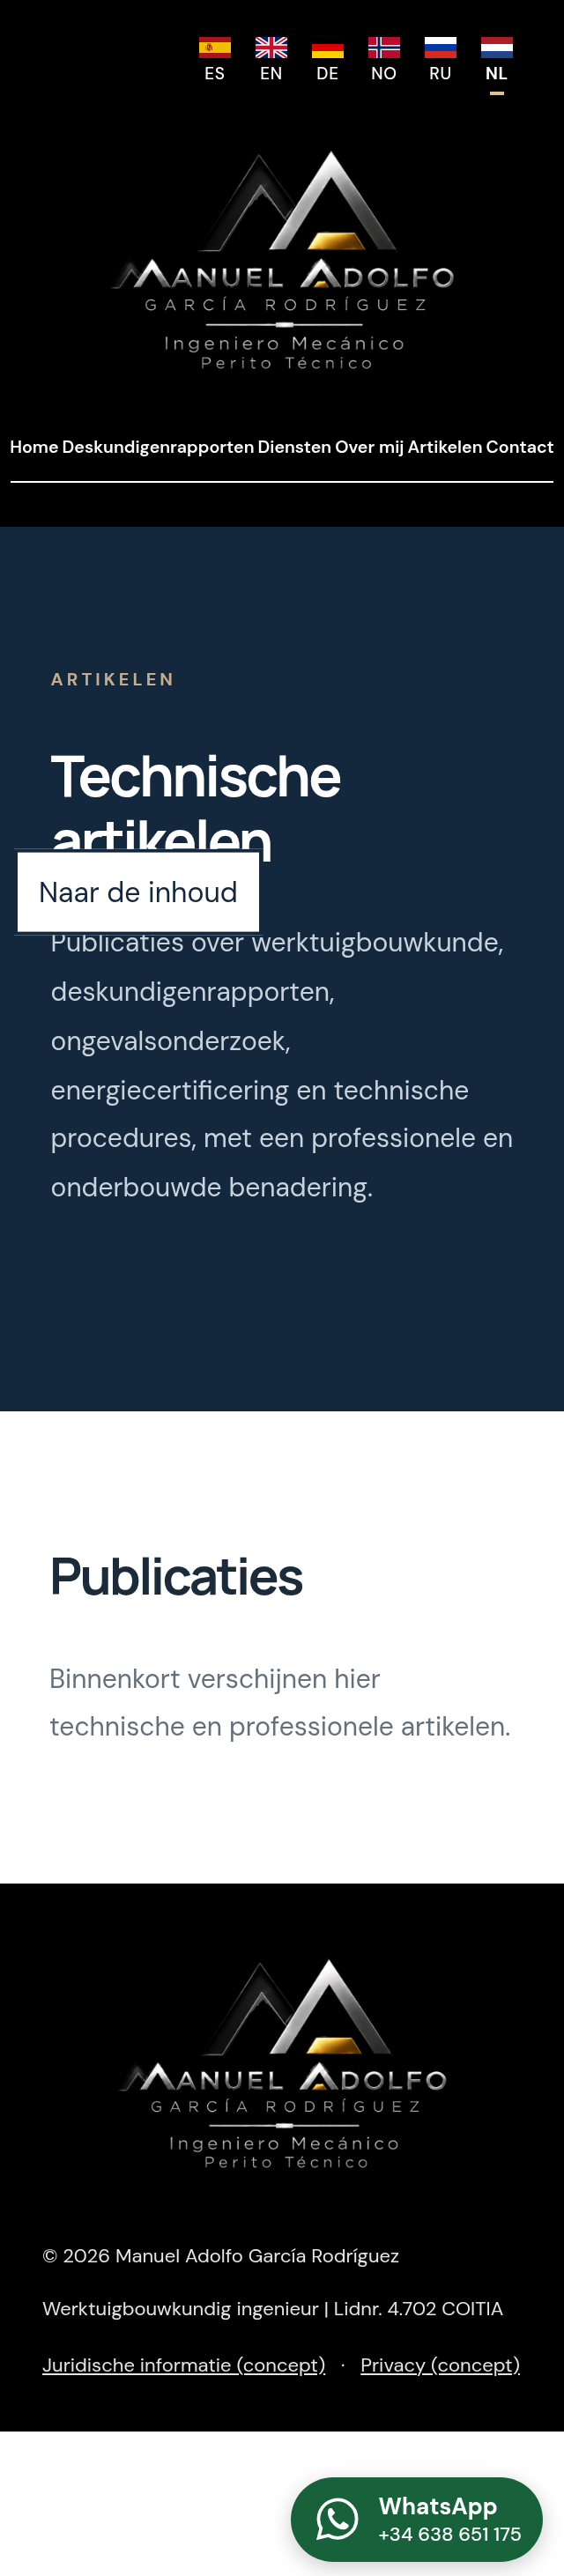 ES EN DE NO RU NL
MANUEL ADOLFO
GARCÍA RODRÍGUEZ
Ingeniero Mecánico
Perito Técnico
Home Deskundigenrapporten Diensten Over mij Artikelen Contact
ARTIKELEN
Technische
artikelen
Naar de inhoud
Publicaties over werktuigbouwkunde,
deskundigenrapporten,
ongevalsonderzoek,
energiecertificering en technische
procedures, met een professionele en
onderbouwde benadering.
Publicaties
Binnenkort verschijnen hier
technische en professionele artikelen.
MANUEL ADOLFO
GARCÍA RODRÍGUEZ
Ingeniero Mecánico
Perito Técnico
© 2026 Manuel Adolfo García Rodríguez
Werktuigbouwkundig ingenieur | Lidnr. 4.702 COITIA
Juridische informatie (concept) · Privacy (concept)
WhatsApp
+34 638 651 175